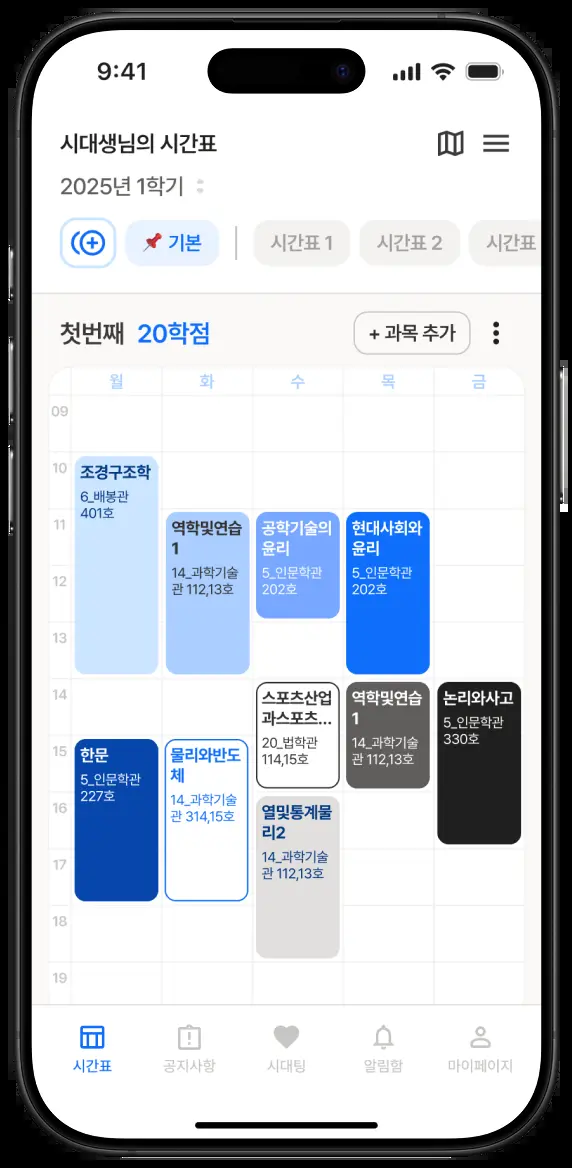 9:41
시대생님의 시간표
2025년 1학기
기본
시간표 1
시간표 2
시간표
첫번째 20학점
+ 과목 추가
월 화 수 목 금
09
10
11
12
13
14
15
16
17
18
19
조경구조학
6_배봉관
401호
역학및연습
1
14_과학기술
관 112,13호
공학기술의
윤리
5_인문학관
202호
현대사회와
윤리
5_인문학관
202호
스포츠산업
과스포츠...
20_법학관
114,15호
역학및연습
1
14_과학기술
관 112,13호
논리와사고
5_인문학관
330호
한문
5_인문학관
227호
물리와반도
체
14_과학기술
관 314,15호
열및통계물
리2
14_과학기술
관 112,13호
시간표
공지사항
시대팅
알림함
마이페이지